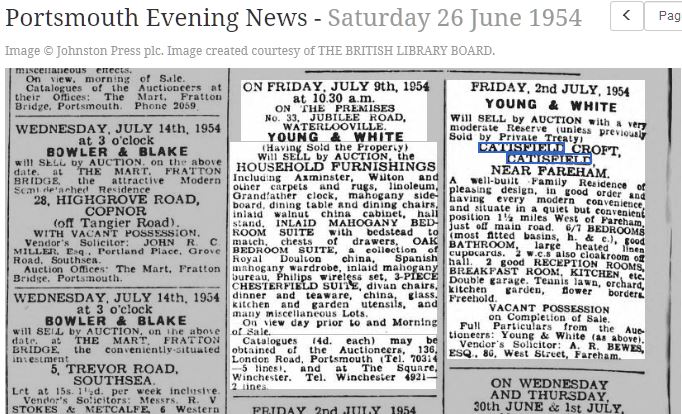 Portsmouth Evening News - Saturday 26 June 1954
Pag
Image © Johnston Press plc. Image created courtesy of THE BRITISH LIBRARY BOARD.
miscellaneous effects.
On view, morning of Sale.
Catalogues of the Auctioneers at
their Offices: The Mart, Fratton
Bridge, Portsmouth. Phone 2059.
WEDNESDAY, JULY 14th, 1954
at 3 o'clock
BOWLER & BLAKE
will SELL by AUCTION, on the above
date, at THE MART, FRATTON
BRIDGE, the attractive Modern
Semi-detached Residence
28, HIGHGROVE ROAD,
COPNOR
(off Tangier Road).
WITH VACANT POSSESSION.
Vendor's Solicitor: JOHN R. C.
MILLER, Esq., Portland Place, Grove
Road, Southsea.
Auction Offices: The Mart, Fratton
Bridge, Portsmouth.
WEDNESDAY, JULY 14th, 1954
at 3 o'clock
BOWLER & BLAKE
will SELL by AUCTION, on the above
date, at THE MART, FRATTON
BRIDGE, the conveniently-situated
investment
5, TREVOR ROAD,
SOUTHSEA.
Let at 15s. 1½d. per week inclusive.
Vendor's Solicitors: Messrs. R. V
STOKES & METCALFE, 6 Western
ON FRIDAY, JULY 9th, 1954
at 10.30 a.m.
ON THE PREMISES
No. 33, JUBILEE ROAD,
WATERLOOVILLE.
YOUNG & WHITE
(Having Sold the Property)
Will SELL by AUCTION, the
HOUSEHOLD FURNISHINGS
Including Axminster, Wilton and
other carpets and rugs, linoleum,
Grandfather clock, mahogany side-
board, dining table and dining chairs,
inlaid walnut china cabinet, hall
stand, INLAID MAHOGANY BED-
ROOM SUITE with bedstead to
match, chests of drawers, OAK
BEDROOM SUITE, a collection of
Royal Doulton china, Spanish
mahogany wardrobe, inlaid mahogany
bureau, Philips wireless set, 3-PIECE
CHESTERFIELD SUITE, divan chairs,
dinner and teaware, china, glass,
kitchen and garden utensils, and
many miscellaneous Lots.
On view day prior to and Morning
of Sale.
Catalogues (4d. each) may be
obtained of the Auctioneers, 136,
London Road, Portsmouth (Tel. 70314
—5 lines), and at The Square,
Winchester. Tel. Winchester 4921—
2 lines.
FRIDAY, 2nd JULY, 1954
FRIDAY, 2nd JULY, 1954
YOUNG & WHITE
Will SELL by AUCTION with a very
moderate Reserve (unless previously
Sold by Private Treaty)
CATISFIELD CROFT,
CATISFIELD
NEAR FAREHAM.
A well-built Family Residence of
pleasing design, in good order and
having every modern convenience,
and situate in a quiet but convenient
position 1½ miles West of Fareham,
just off main road. 6/7 BEDROOMS
(most fitted basins, h. & c.), good
BATHROOM, large heated linen
cupboards. 2 w.c.s also cloakroom off
hall. 2 good RECEPTION ROOMS,
BREAKFAST ROOM, KITCHEN, etc.
Double garage. Tennis lawn, orchard,
kitchen garden, flower borders.
Freehold.
VACANT POSSESSION
on Completion of Sale.
Full Particulars from the Auc-
tioneers: Young & White (as above).
Vendor's Solicitor: A. R. BEWES,
ESQ., 86, West Street, Fareham.
ON WEDNESDAY
AND THURSDAY,
30th JUNE & 1st JULY,